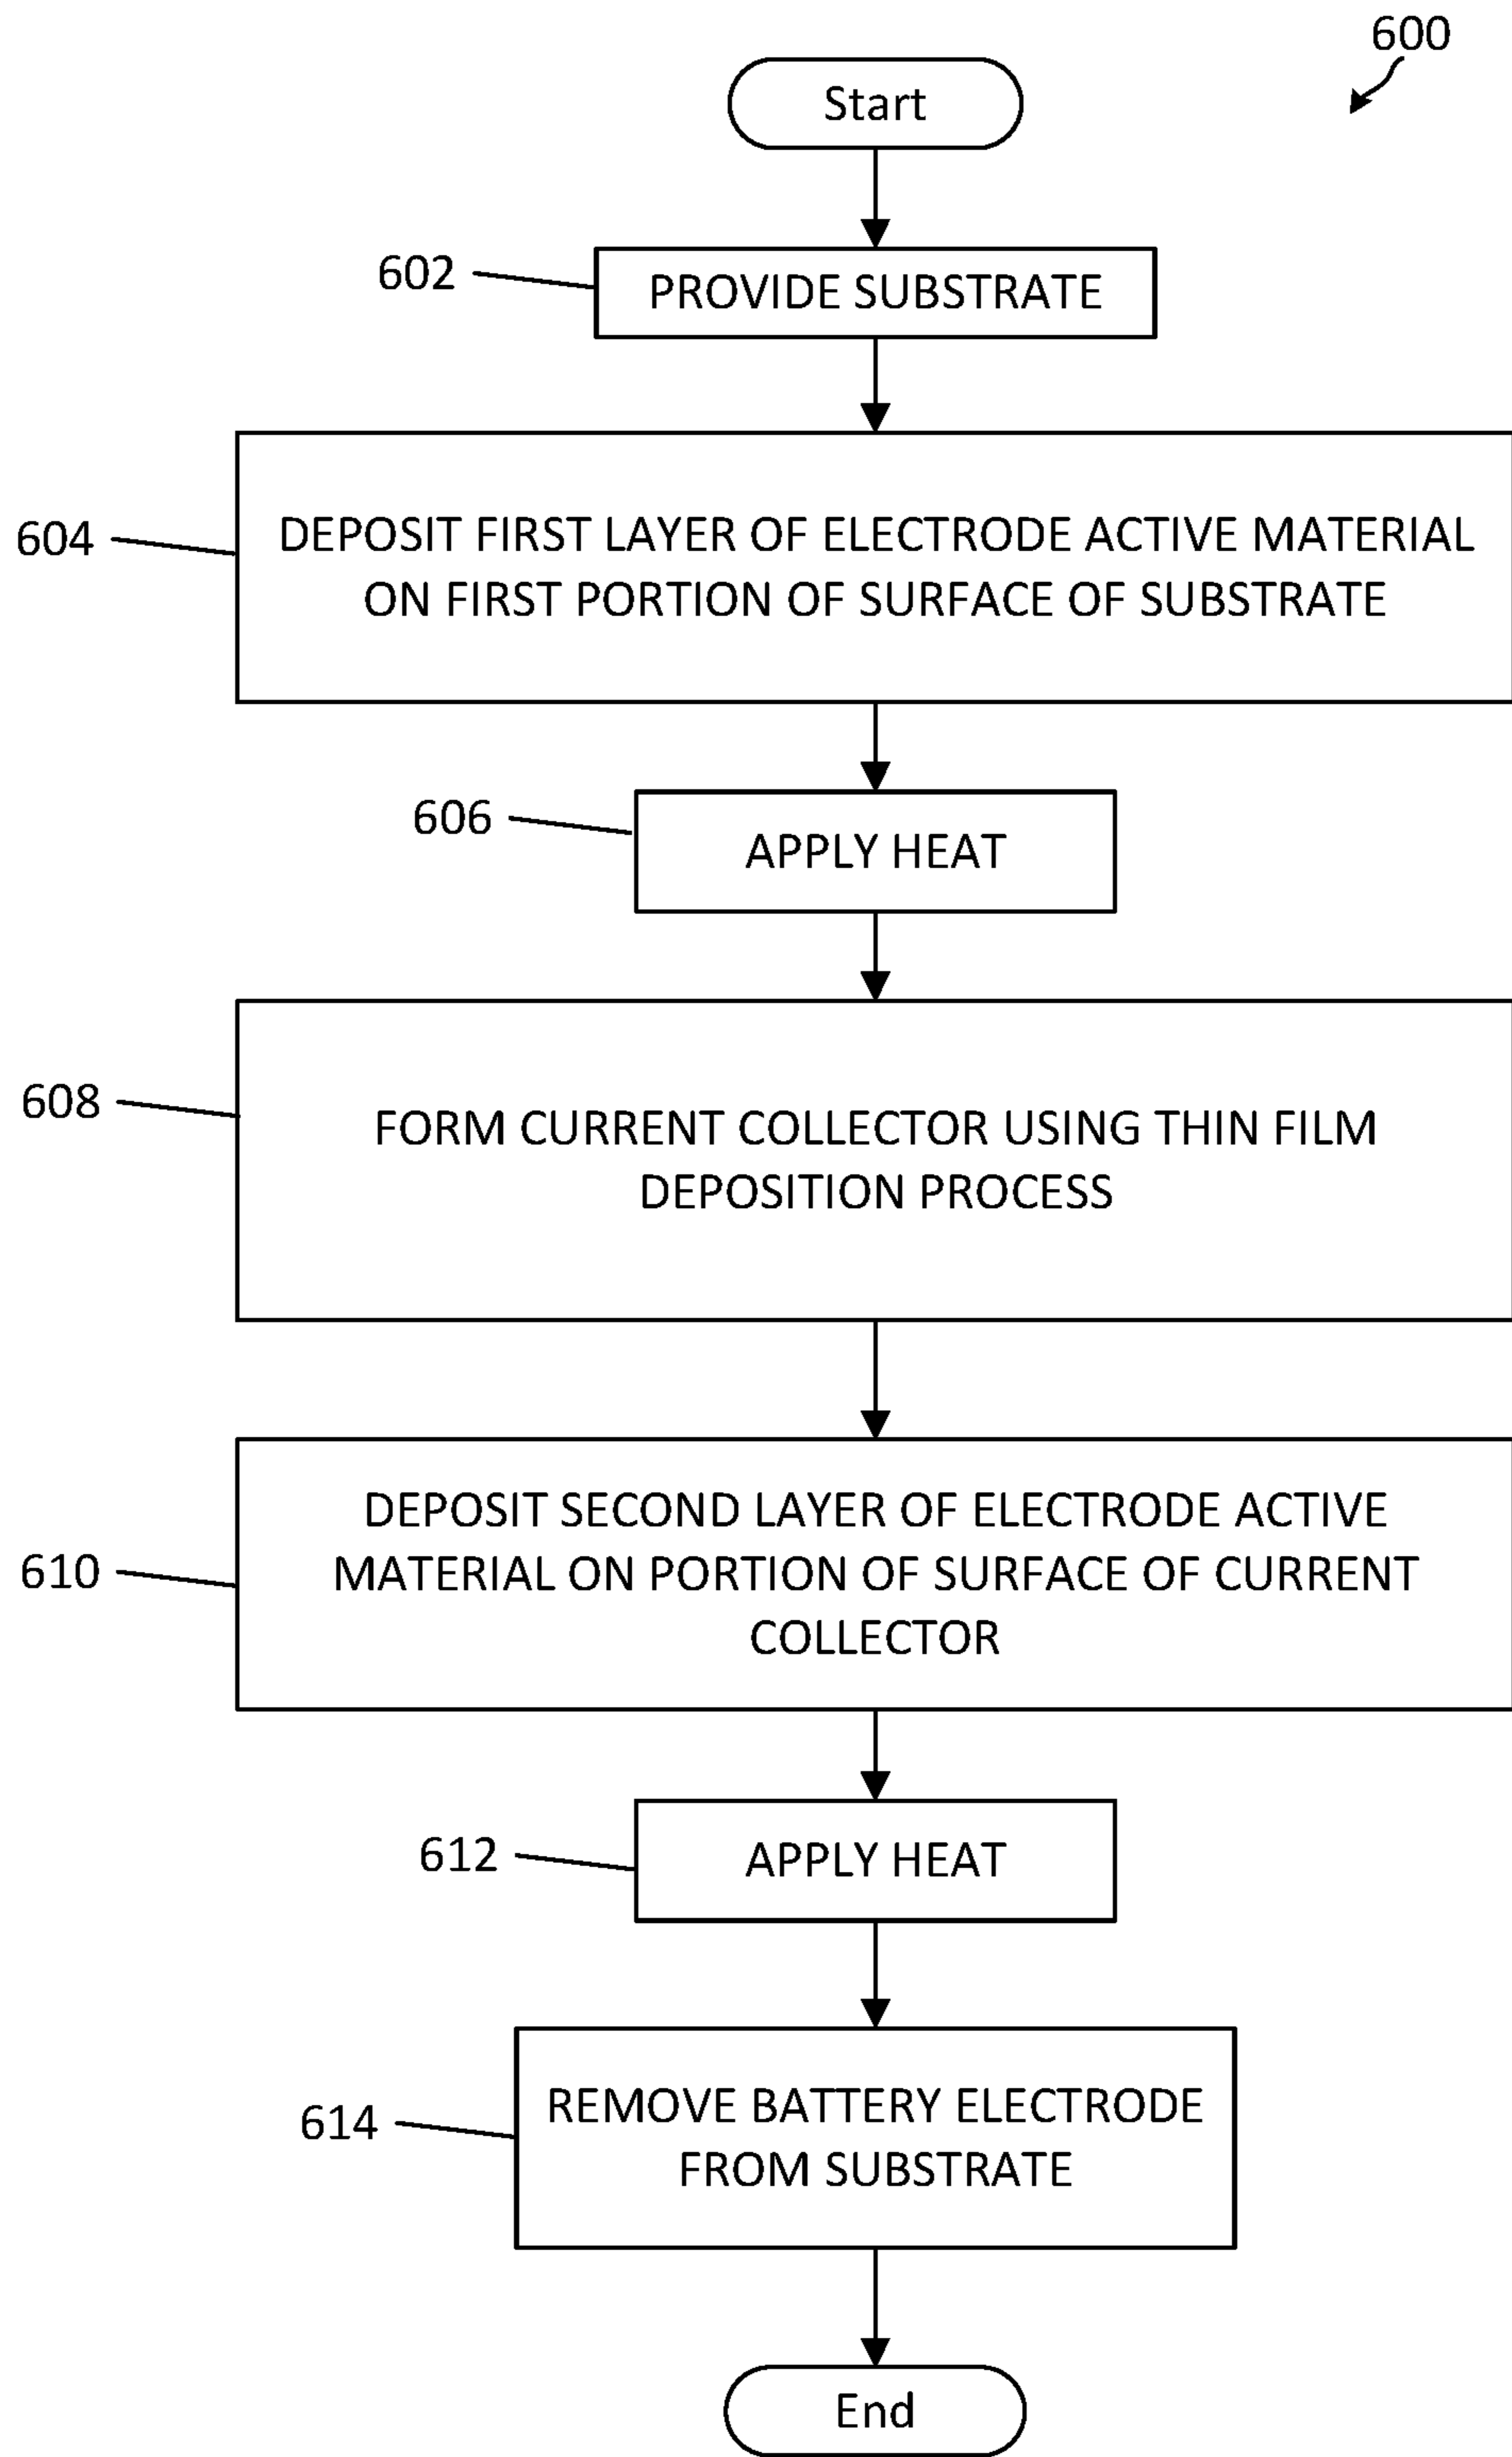 600
Start
602
PROVIDE SUBSTRATE
604
DEPOSIT FIRST LAYER OF ELECTRODE ACTIVE MATERIAL
ON FIRST PORTION OF SURFACE OF SUBSTRATE
606
APPLY HEAT
608
FORM CURRENT COLLECTOR USING THIN FILM
DEPOSITION PROCESS
610
DEPOSIT SECOND LAYER OF ELECTRODE ACTIVE
MATERIAL ON PORTION OF SURFACE OF CURRENT
COLLECTOR
612
APPLY HEAT
614
REMOVE BATTERY ELECTRODE
FROM SUBSTRATE
End